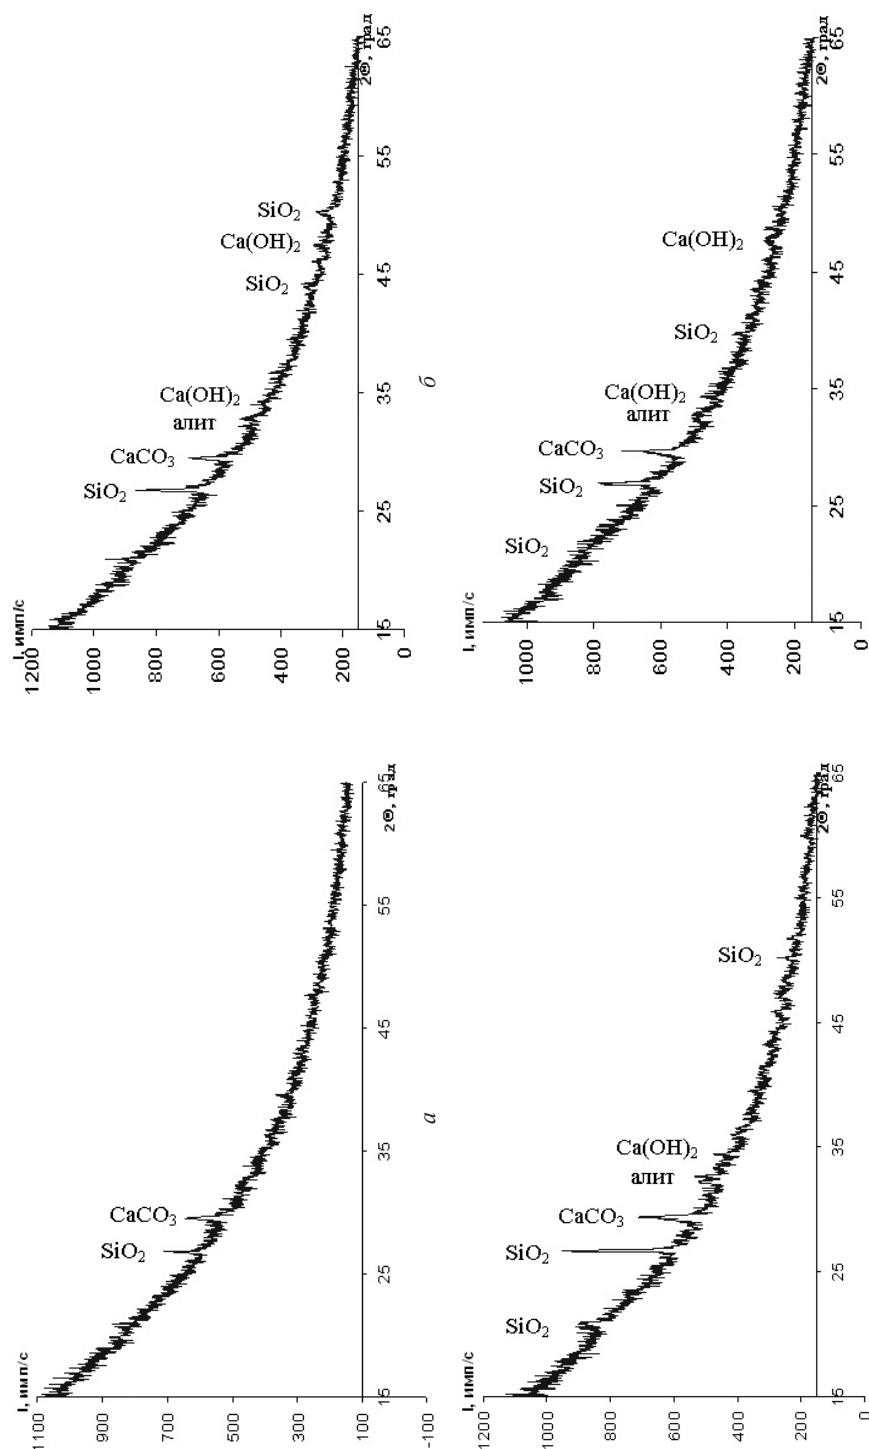 65
2Θ, град
55
SiO₂
Ca(OH)₂
45
SiO₂
35
Ca(OH)₂
алит
CaCO₃
SiO₂
25
15
I, имп/с
1200
1000
800
600
400
200
0
б
65
2Θ, град
55
Ca(OH)₂
45
SiO₂
35
Ca(OH)₂
алит
CaCO₃
SiO₂
25
SiO₂
15
I, имп/с
1000
800
600
400
200
0
65
2Θ, град
55
45
35
CaCO₃
SiO₂
25
15
I, имп/с
1100
900
700
500
300
100
-100
а
65
2Θ, град
55
SiO₂
45
35
Ca(OH)₂
алит
CaCO₃
SiO₂
25
SiO₂
15
I, имп/с
1200
1000
800
600
400
200
0